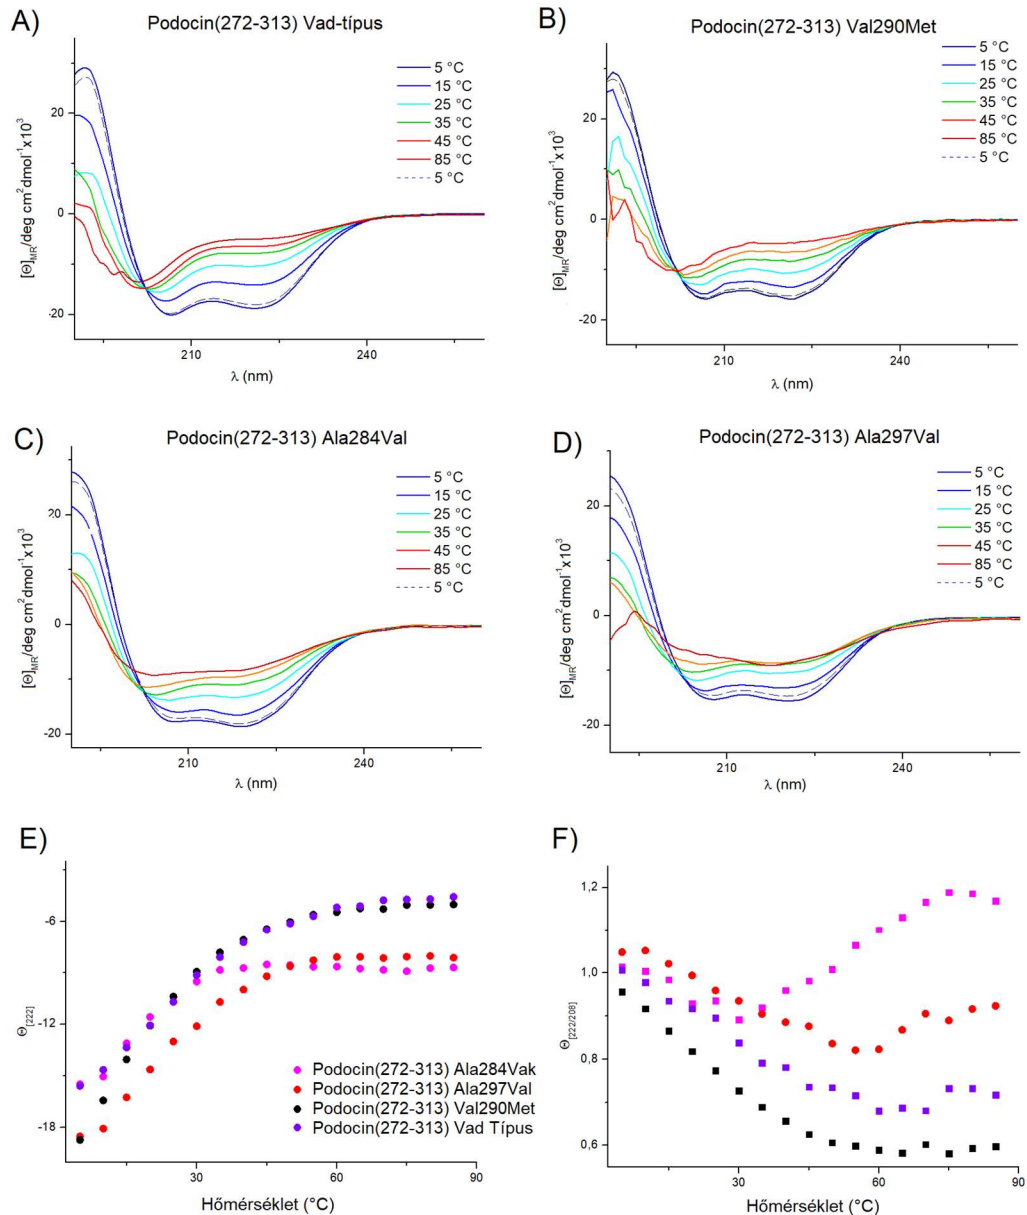 A)
Podocin(272-313) Vad-típus
5 °C
15 °C
25 °C
35 °C
45 °C
85 °C
5 °C
20
0
-20
[Θ]MR/deg cm²dmol⁻¹x10³
210
240
λ (nm)
B)
Podocin(272-313) Val290Met
5 °C
15 °C
25 °C
35 °C
45 °C
85 °C
5 °C
20
0
-20
[Θ]MR/deg cm²dmol⁻¹x10³
210
240
λ (nm)
C)
Podocin(272-313) Ala284Val
5 °C
15 °C
25 °C
35 °C
45 °C
85 °C
5 °C
20
0
-20
[Θ]MR/deg cm²dmol⁻¹x10³
210
240
λ (nm)
D)
Podocin(272-313) Ala297Val
5 °C
15 °C
25 °C
35 °C
45 °C
85 °C
5 °C
20
0
-20
[Θ]MR/deg cm²dmol⁻¹x10³
210
240
λ (nm)
E)
-6
-12
-18
Θ[222]
Podocin(272-313) Ala284Vak
Podocin(272-313) Ala297Val
Podocin(272-313) Val290Met
Podocin(272-313) Vad Típus
30
60
90
Hőmérséklet (°C)
F)
1,2
1,0
0,8
0,6
Θ[222/208]
30
60
90
Hőmérséklet (°C)